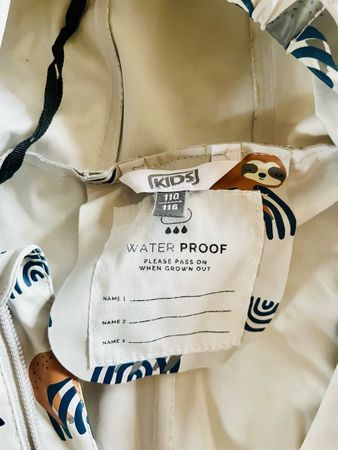 KIDS
110
116
WATER PROOF
PLEASE PASS ON
WHEN GROWN OUT
NAME 1
NAME 2
NAME 3